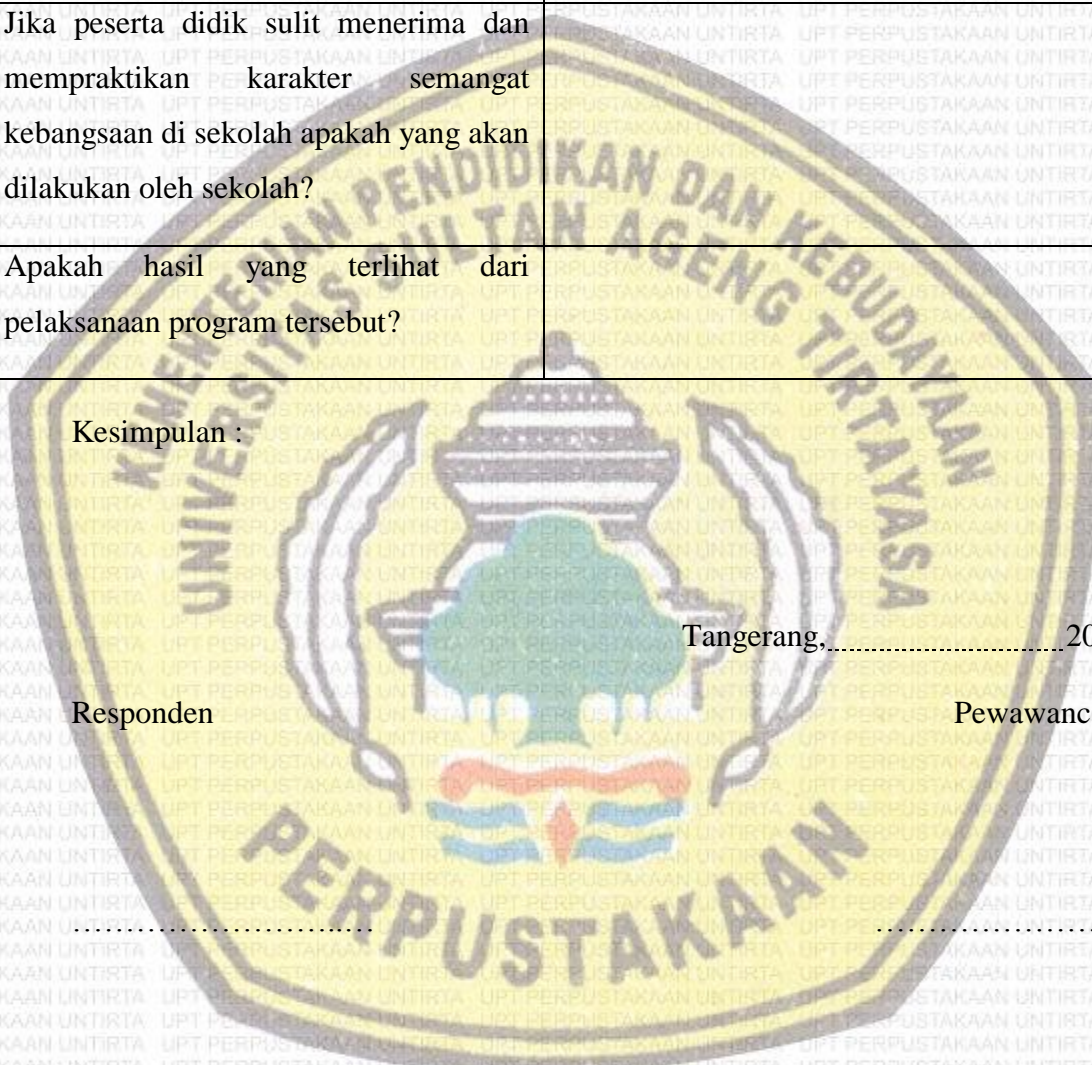 Jika peserta didik sulit menerima dan
mempraktikan karakter semangat
kebangsaan di sekolah apakah yang akan
dilakukan oleh sekolah?
Apakah hasil yang terlihat dari
pelaksanaan program tersebut?
Kesimpulan :
Tangerang,..............................20
Responden Pewawanc
…………………….…. …………………
KEMENTERIAN PENDIDIKAN DAN KEBUDAYAAN
UNIVERSITAS SULTAN AGENG TIRTAYASA
PERPUSTAKAAN